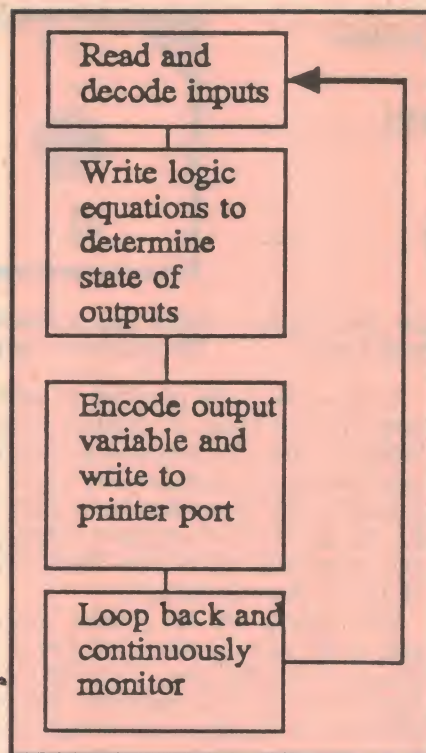 Read and
decode inputs
Write logic
equations to
determine
state of
outputs
Encode output
variable and
write to
printer port
Loop back and
continuously
monitor